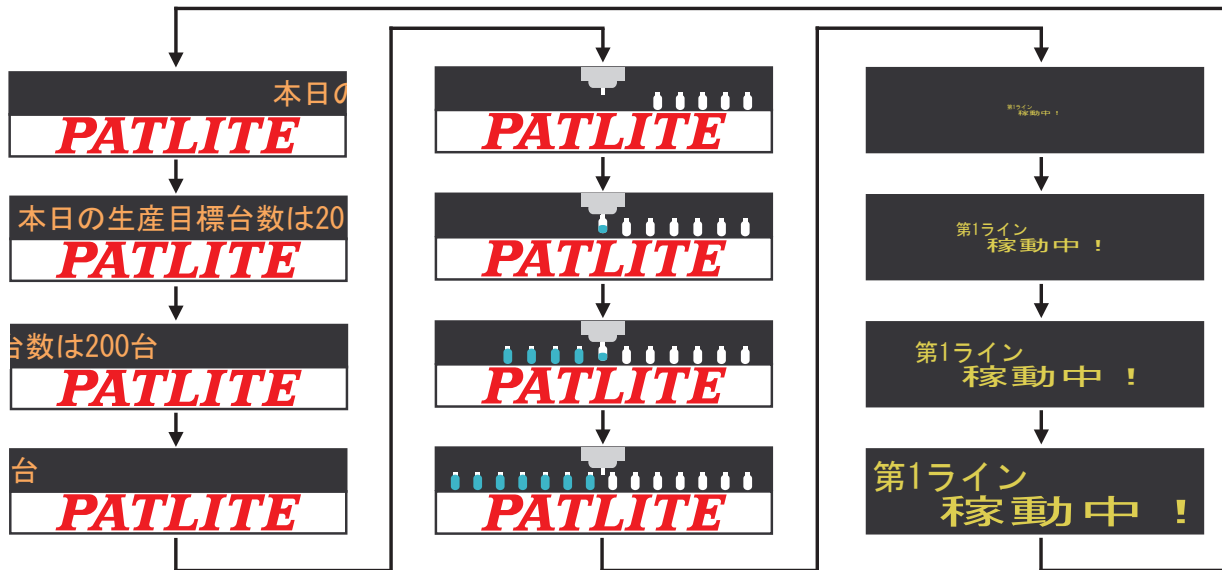 本日の
PATLITE
本日の生産目標台数は20
PATLITE
台数は200台
PATLITE
台
PATLITE
PATLITE
PATLITE
PATLITE
PATLITE
第1ライン
稼動中！
第1ライン
稼動中！
第1ライン
稼動中！
第1ライン
稼動中！